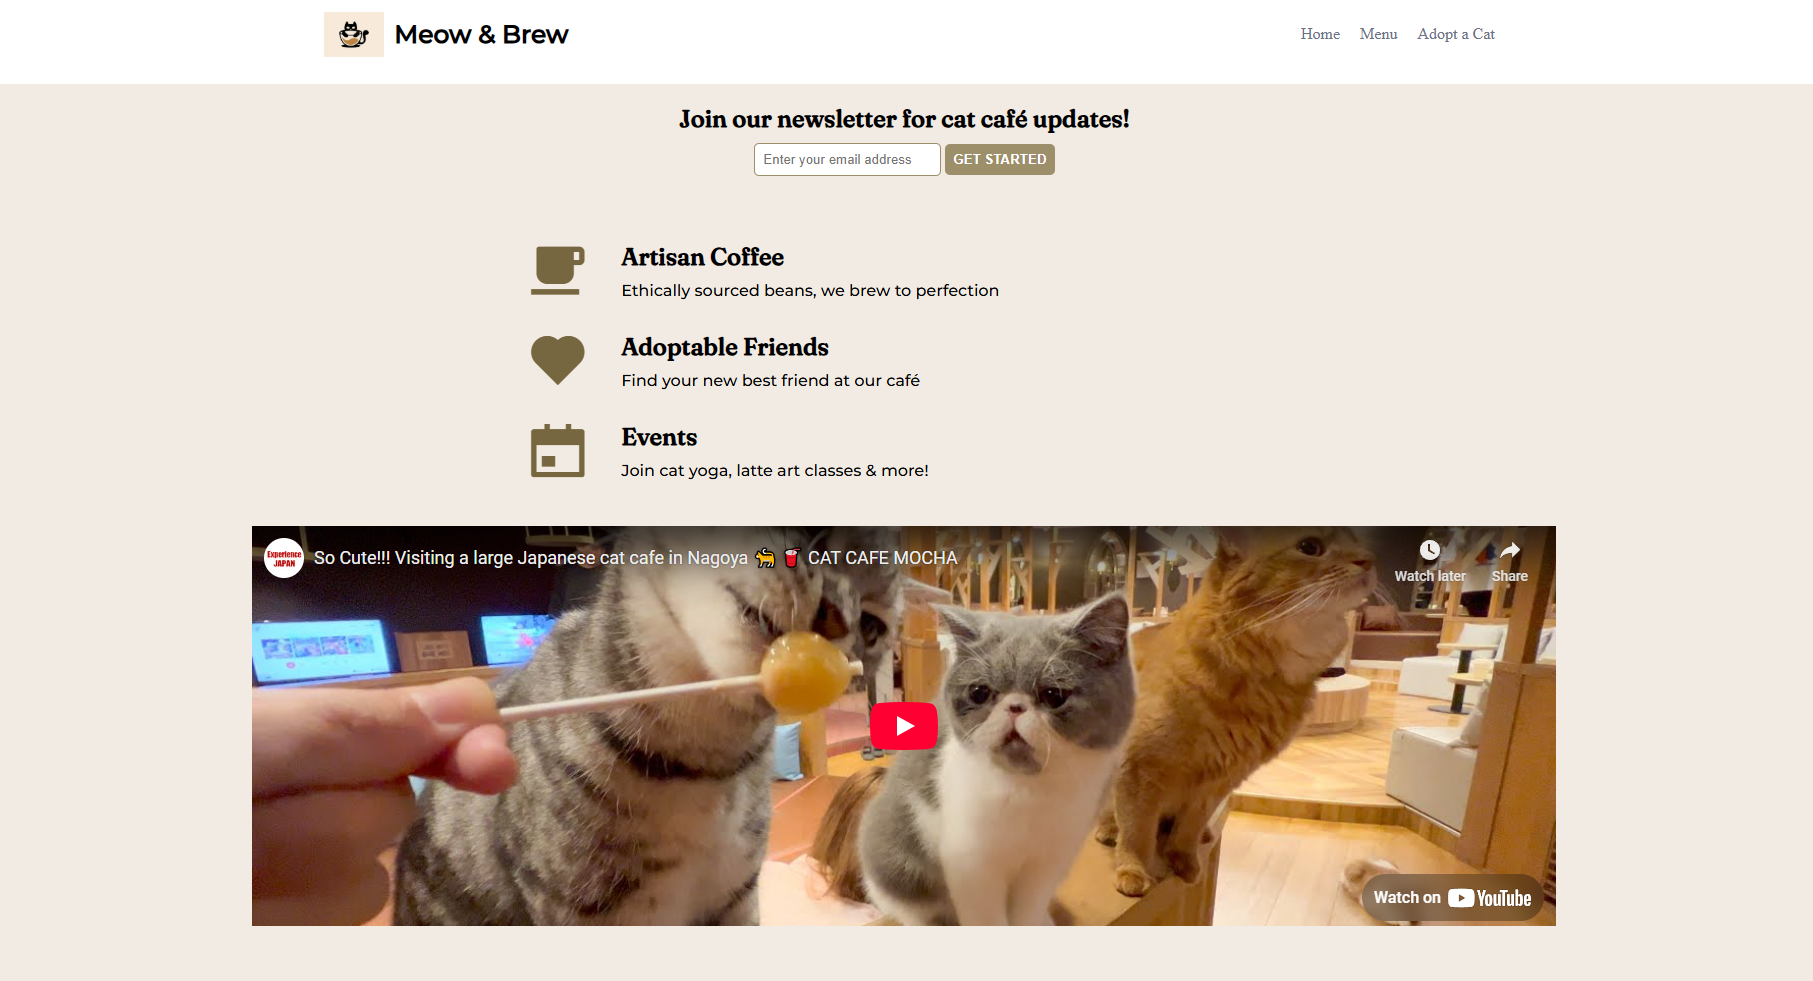 Meow & Brew
Home Menu Adopt a Cat
Join our newsletter for cat café updates!
Enter your email address GET STARTED
Artisan Coffee
Ethically sourced beans, we brew to perfection
Adoptable Friends
Find your new best friend at our café
Events
Join cat yoga, latte art classes & more!
Experience
JAPAN
So Cute!!! Visiting a large Japanese cat cafe in Nagoya 🐈 🥤 CAT CAFE MOCHA
Watch later Share
Watch on YouTube